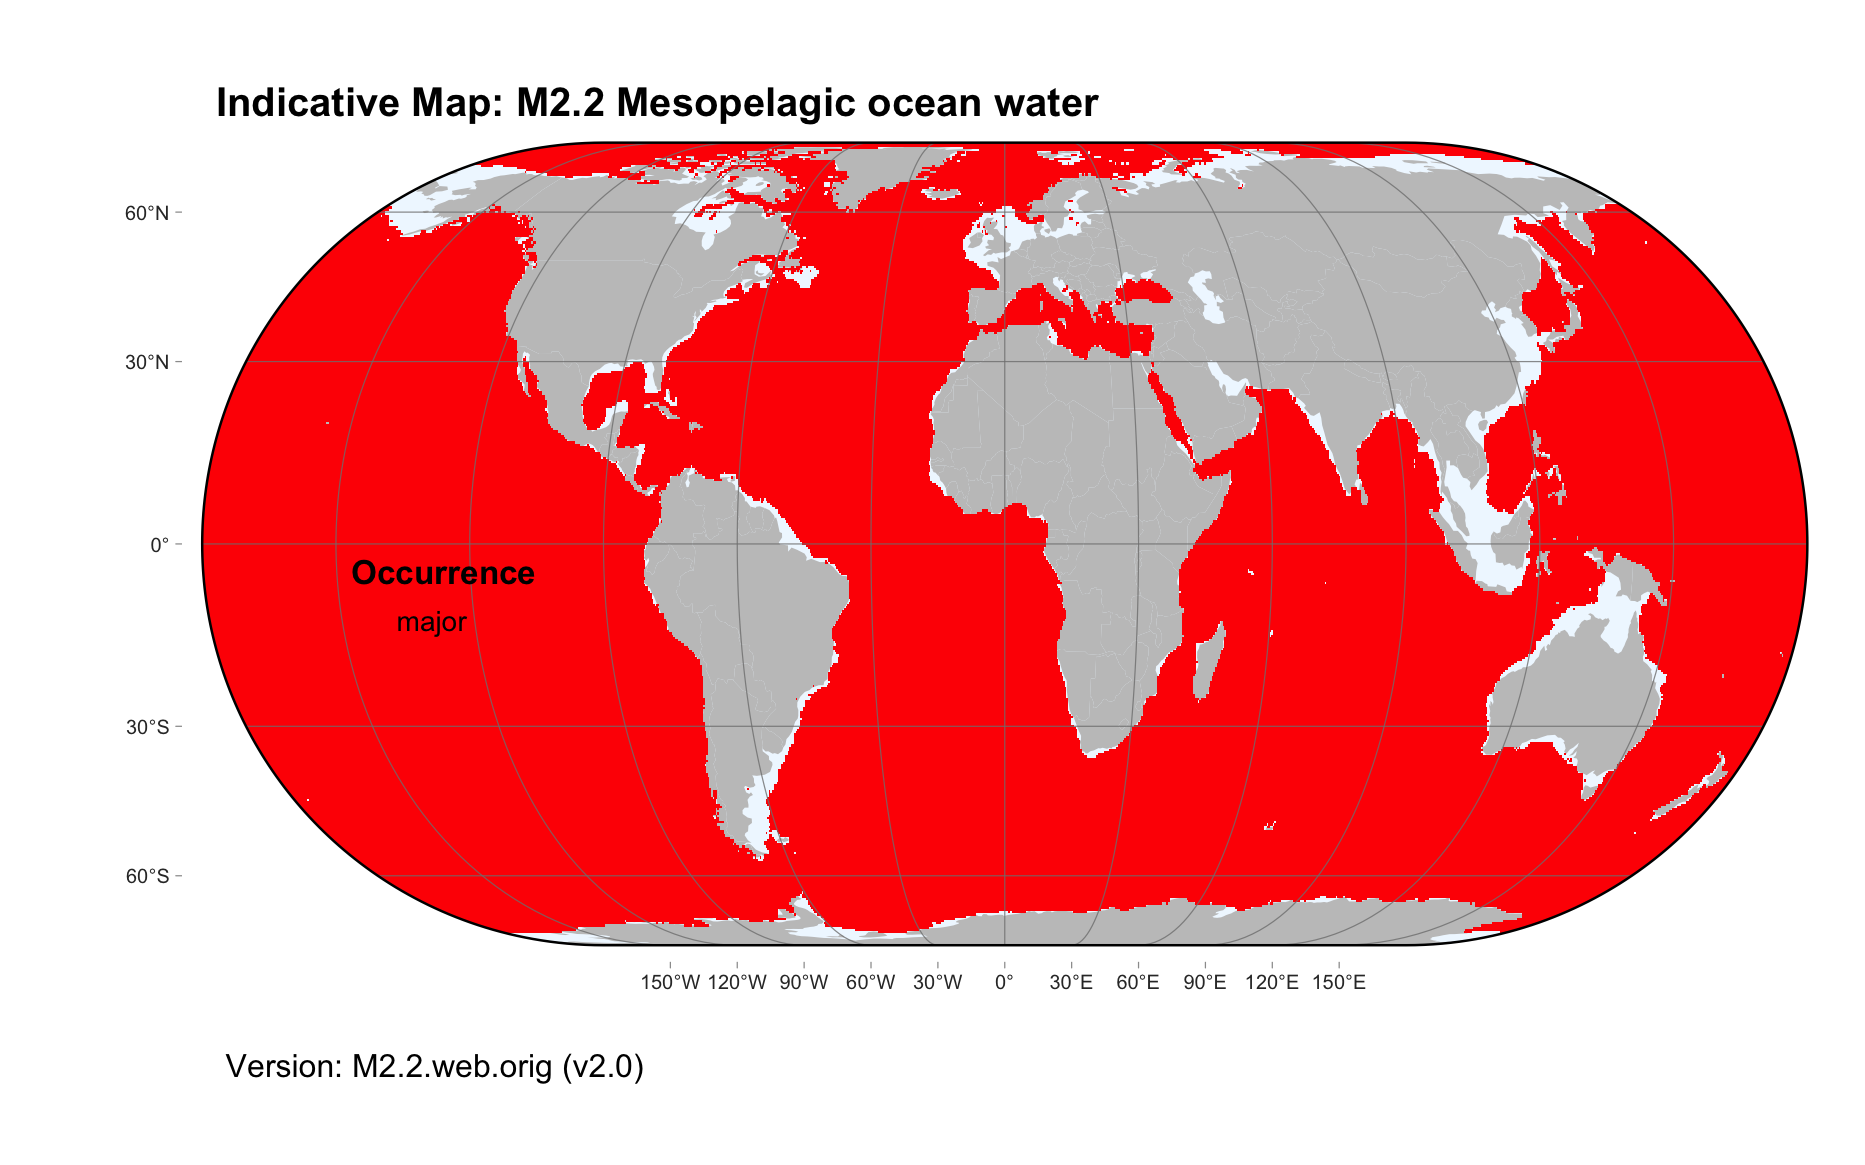 Indicative Map: M2.2 Mesopelagic ocean water
60°N
30°N
0°
Occurrence
major
30°S
60°S
150°W 120°W 90°W 60°W 30°W 0° 30°E 60°E 90°E 120°E 150°E
Version: M2.2.web.orig (v2.0)